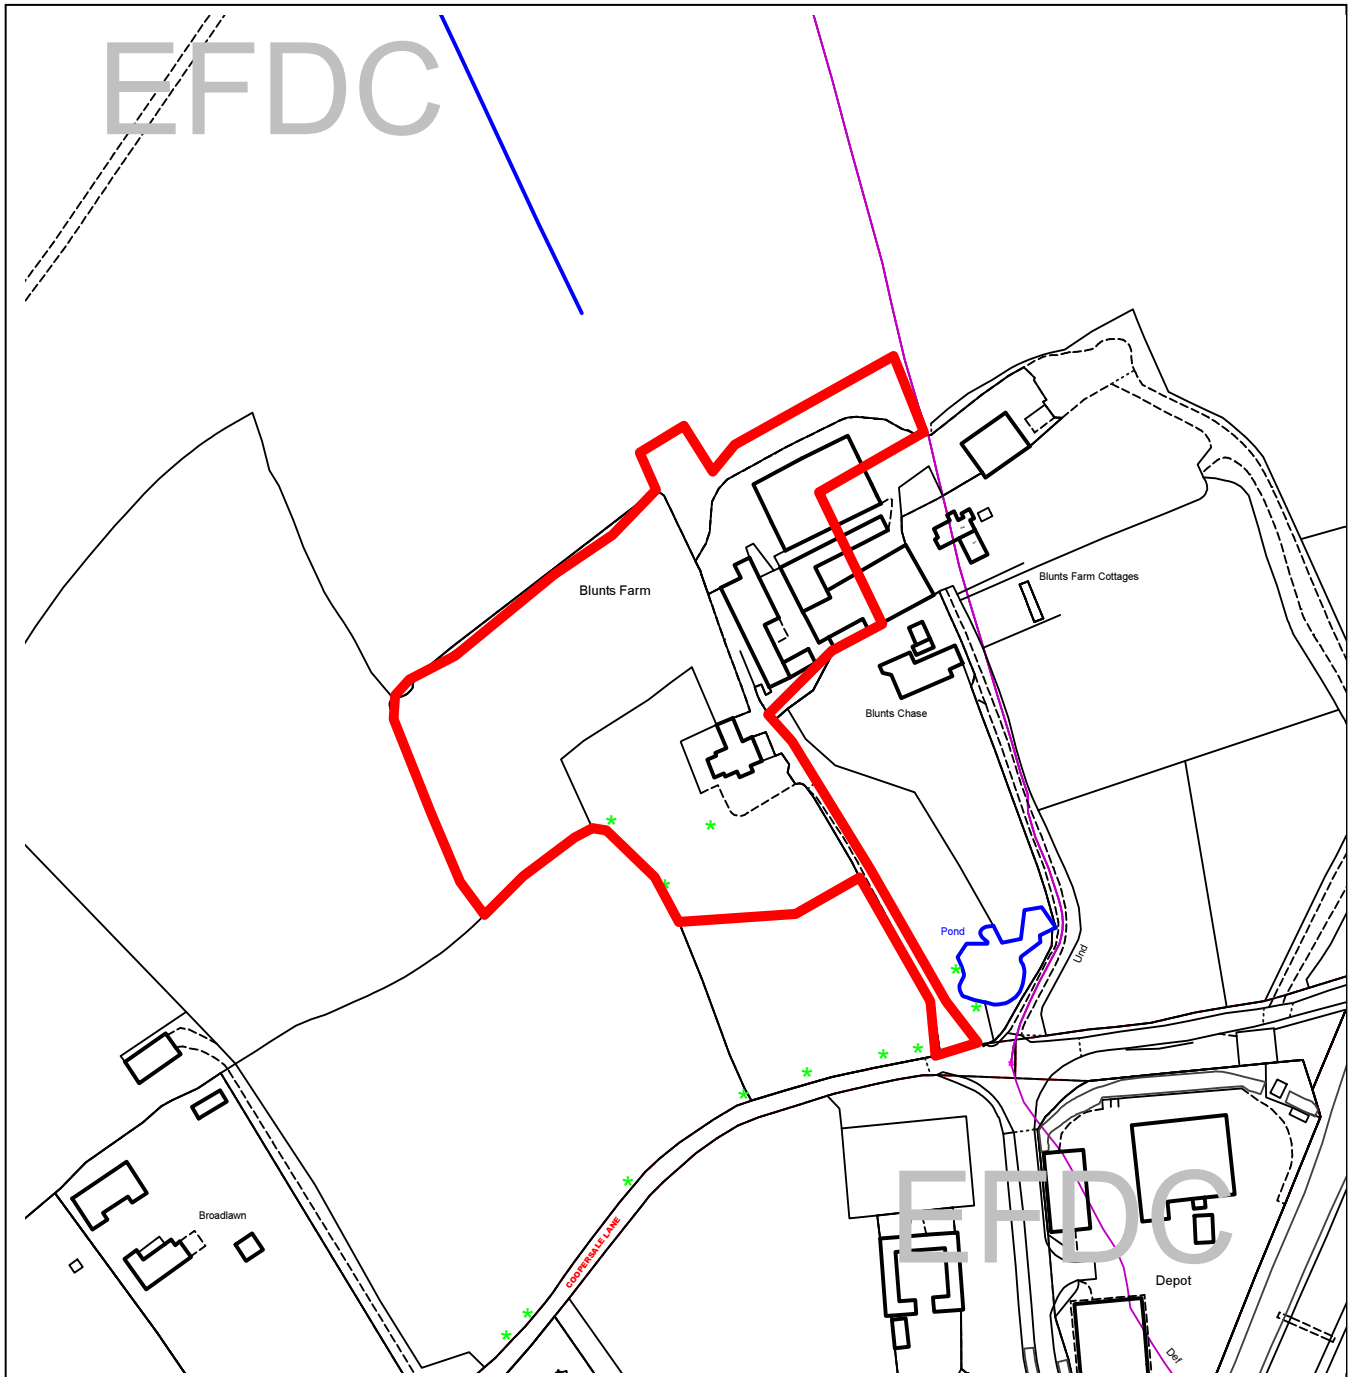 EFDC
Blunts Farm
Blunts Farm Cottages
Blunts Chase
Pond
Und
COOPERSALE LANE
Broadlawn
EFDC
Depot
Def